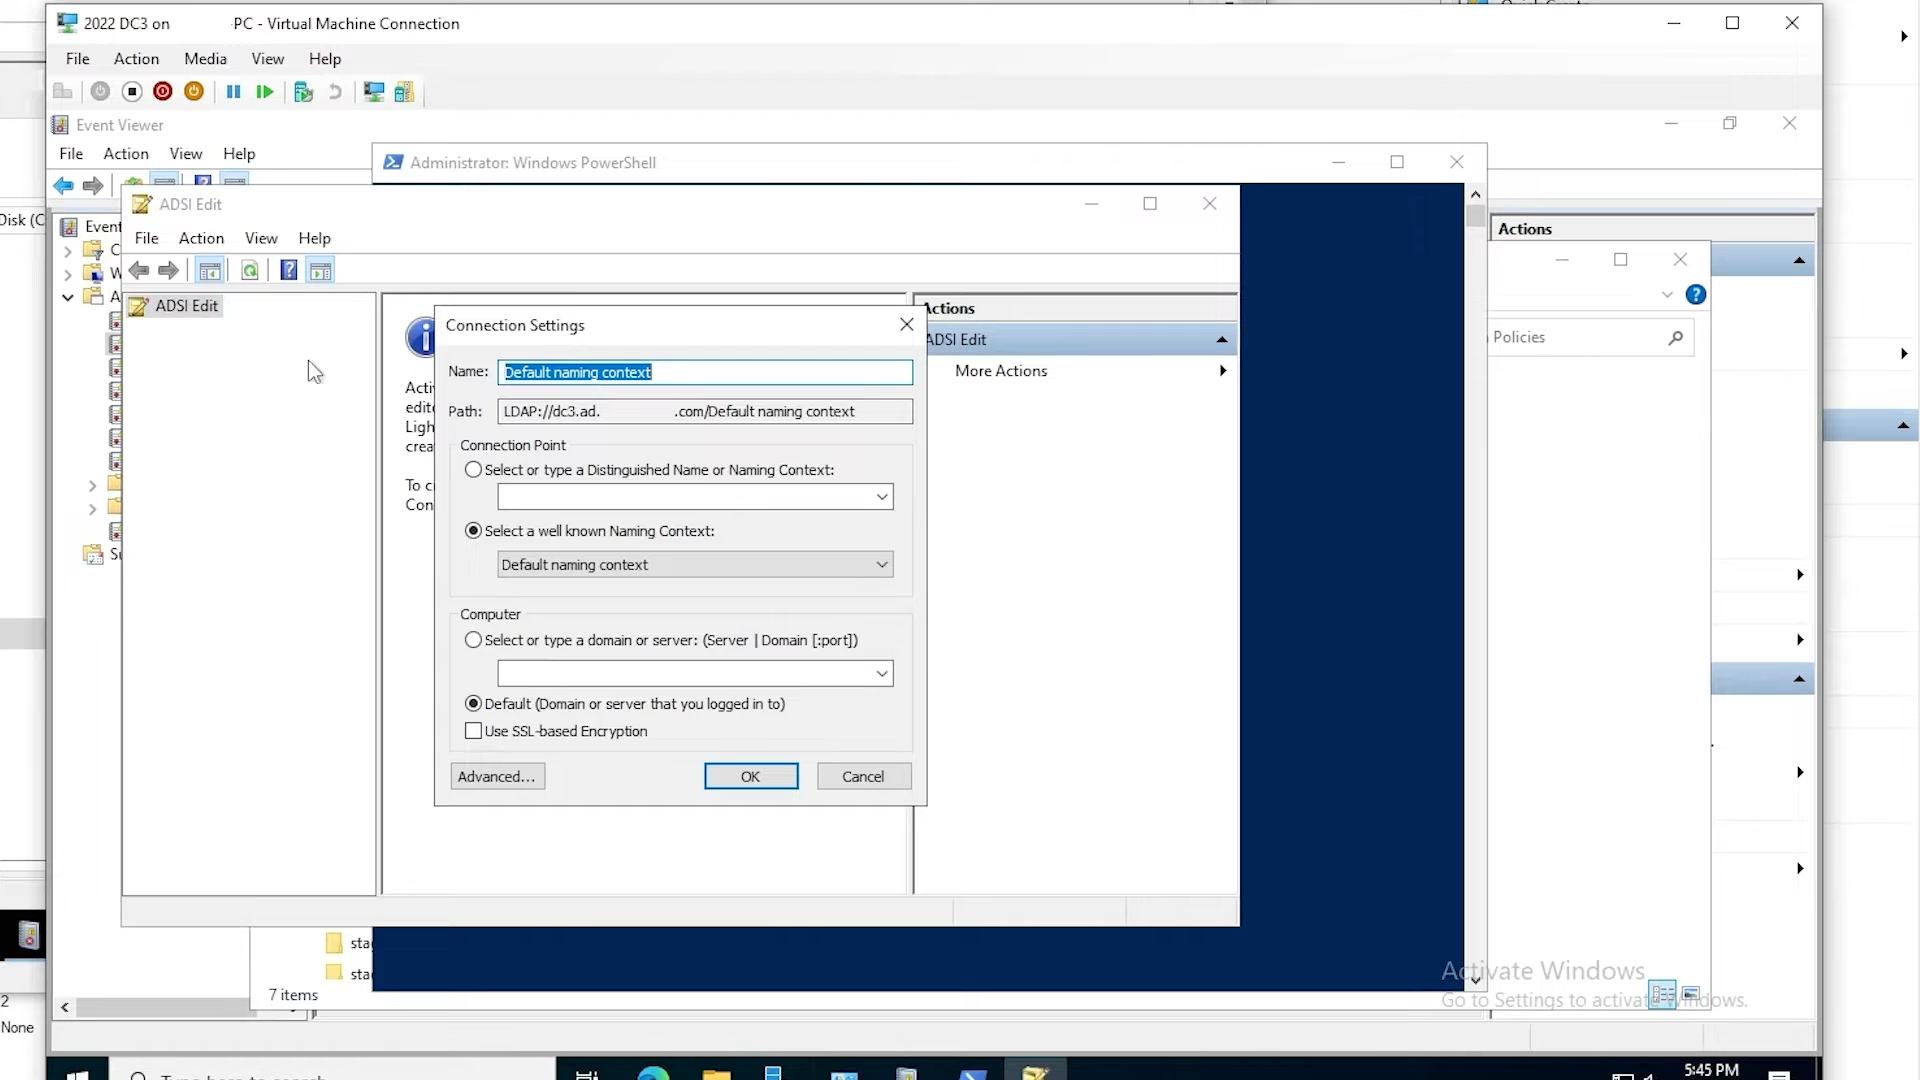 2022 DC3 on -PC - Virtual Machine Connection
File Action Media View Help
Event Viewer
File Action View Help
Administrator: Windows PowerShell
Disk (C
ADSI Edit
File Action View Help
Actions
ADSI Edit
Policies
Connection Settings
Actions
ADSI Edit
More Actions
Name: Default naming context
Path: LDAP://dc3.ad. .com/Default naming context
Connection Point
Select or type a Distinguished Name or Naming Context:
Select a well known Naming Context:
Default naming context
Computer
Select or type a domain or server: (Server | Domain [:port])
Default (Domain or server that you logged in to)
Use SSL-based Encryption
Advanced... OK Cancel
7 items
Activate Windows
Go to Settings to activate Windows.
2
None
5:45 PM